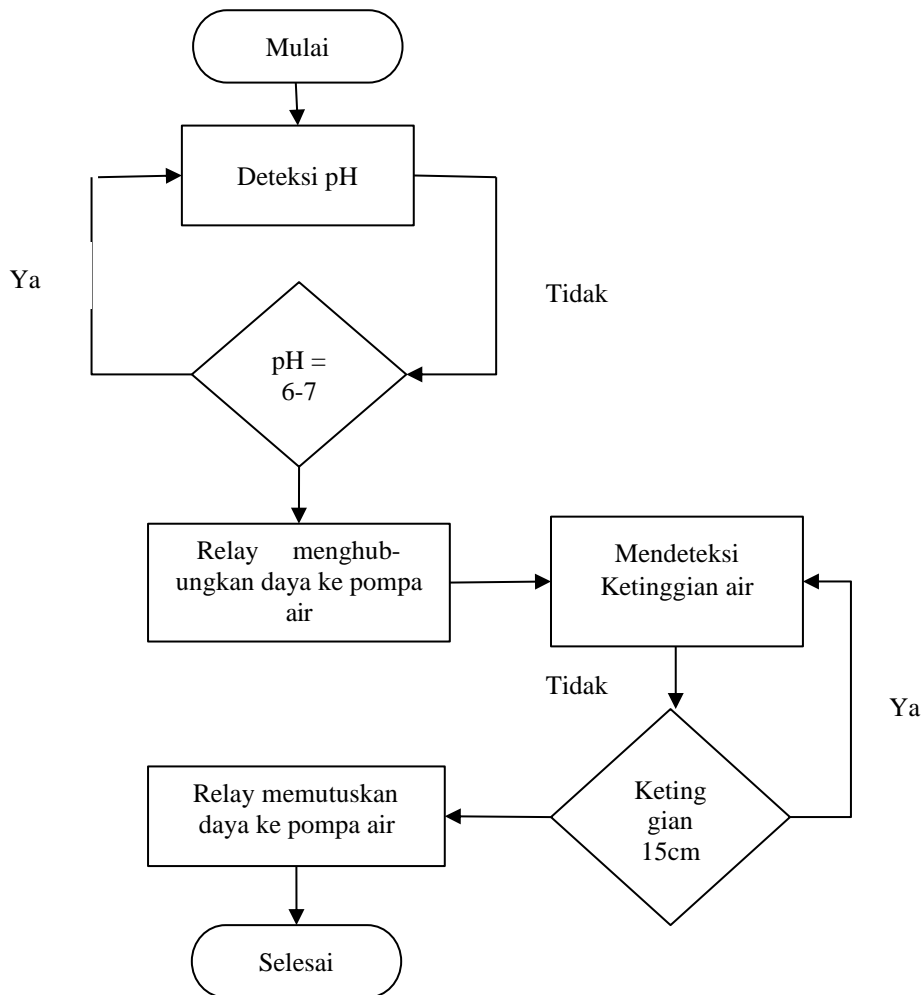 Mulai
Deteksi pH
Ya
Tidak
pH =
6-7
Relay menghub-
ungkan daya ke pompa
air
Mendeteksi
Ketinggian air
Tidak
Ya
Keting
gian
15cm
Relay memutuskan
daya ke pompa air
Selesai